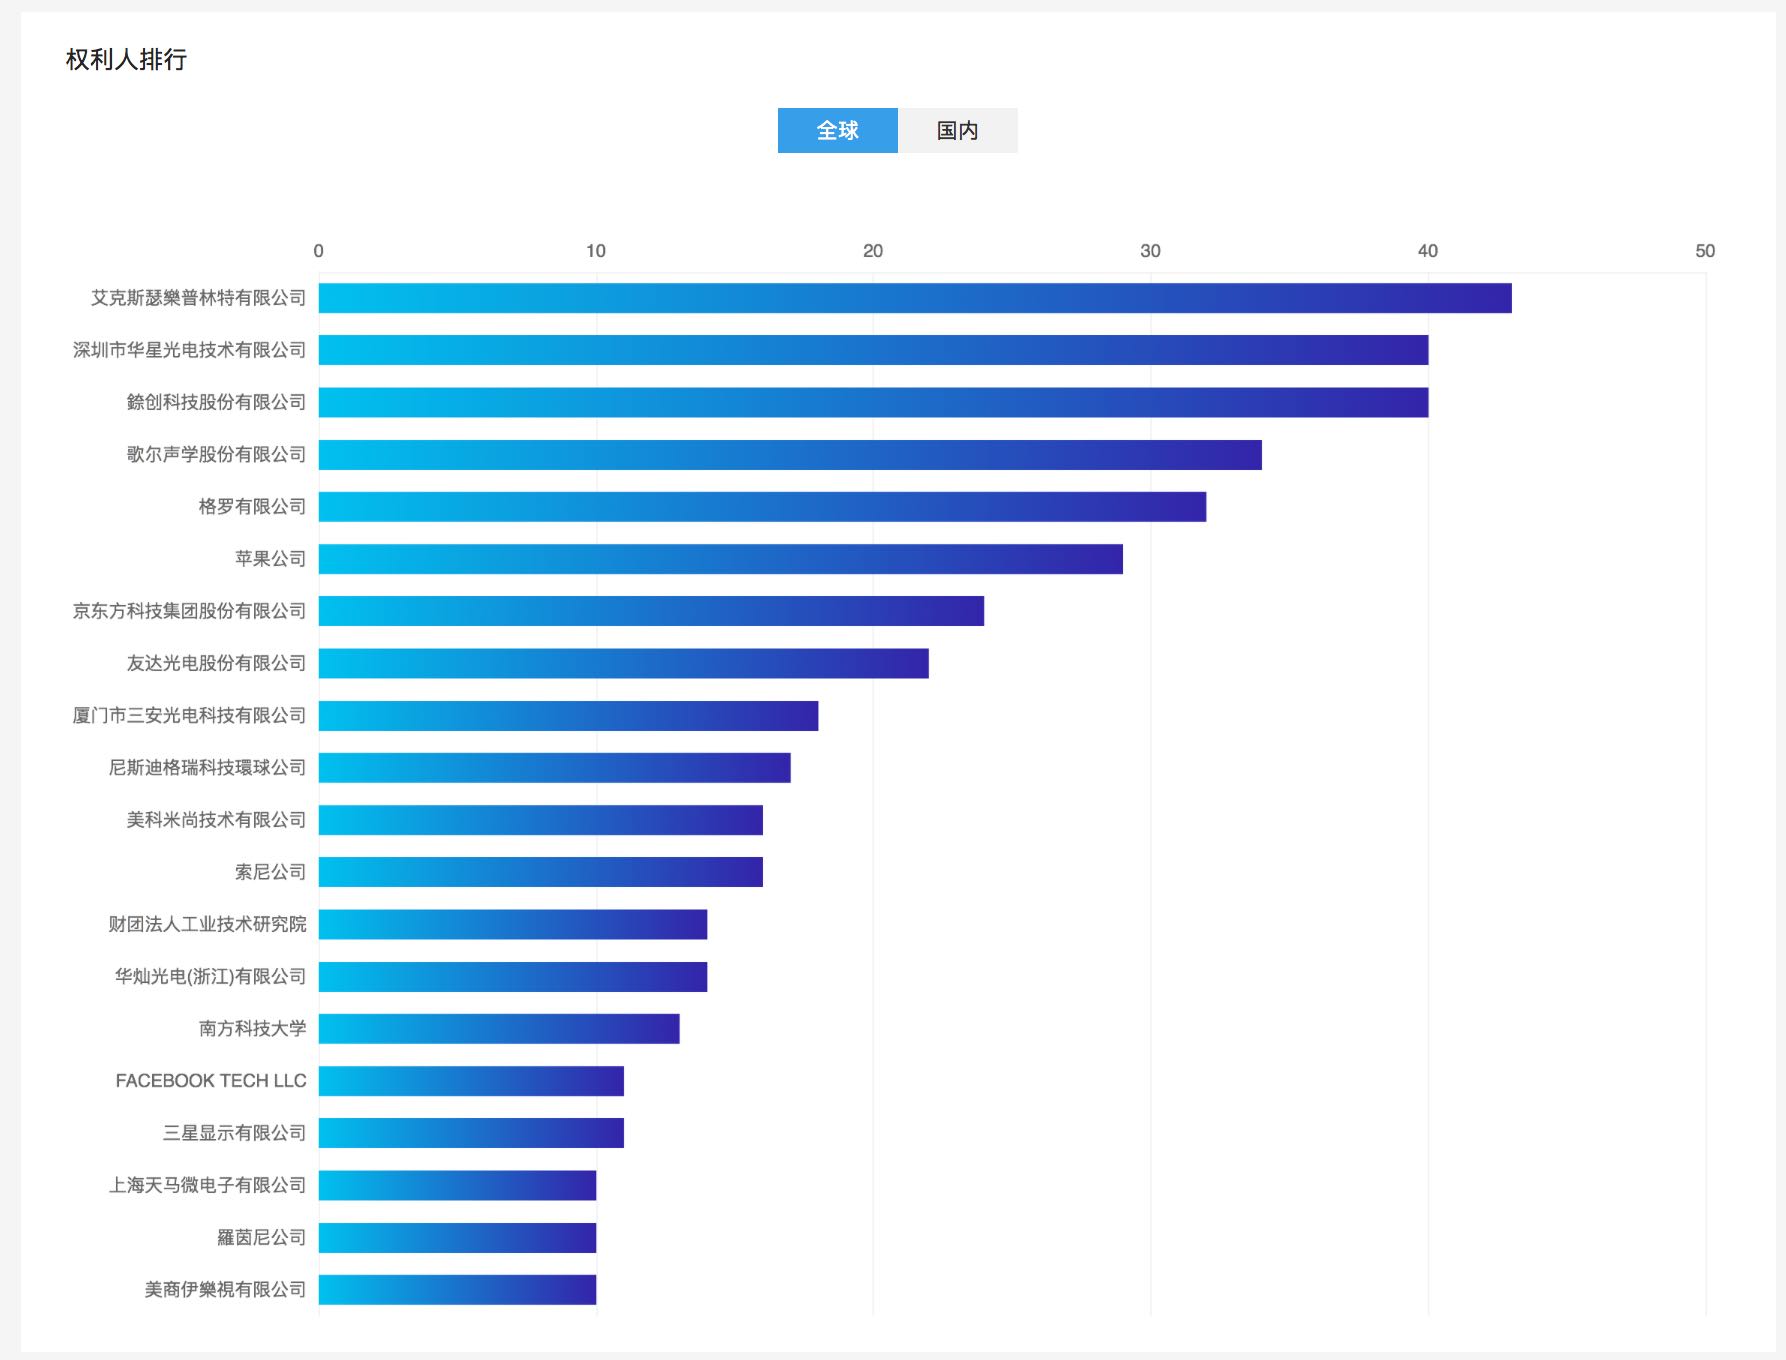 权利人排行
全球
国内
0 10 20 30 40 50
艾克斯瑟樂普林特有限公司
深圳市华星光电技术有限公司
錼创科技股份有限公司
歌尔声学股份有限公司
格罗有限公司
苹果公司
京东方科技集团股份有限公司
友达光电股份有限公司
厦门市三安光电科技有限公司
尼斯迪格瑞科技環球公司
美科米尚技术有限公司
索尼公司
财团法人工业技术研究院
华灿光电(浙江)有限公司
南方科技大学
FACEBOOK TECH LLC
三星显示有限公司
上海天马微电子有限公司
羅茵尼公司
美商伊樂視有限公司